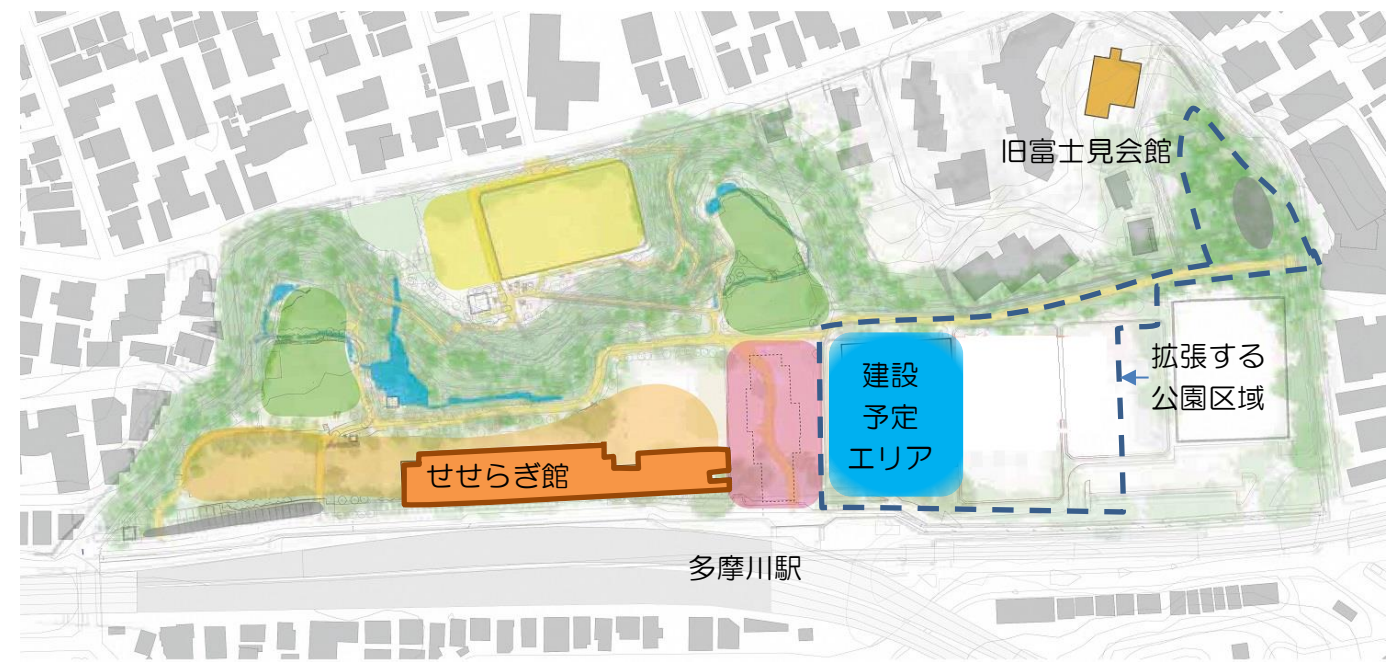 旧富士見会館
建設
予定
エリア
拡張する
公園区域
せせらぎ館
多摩川駅